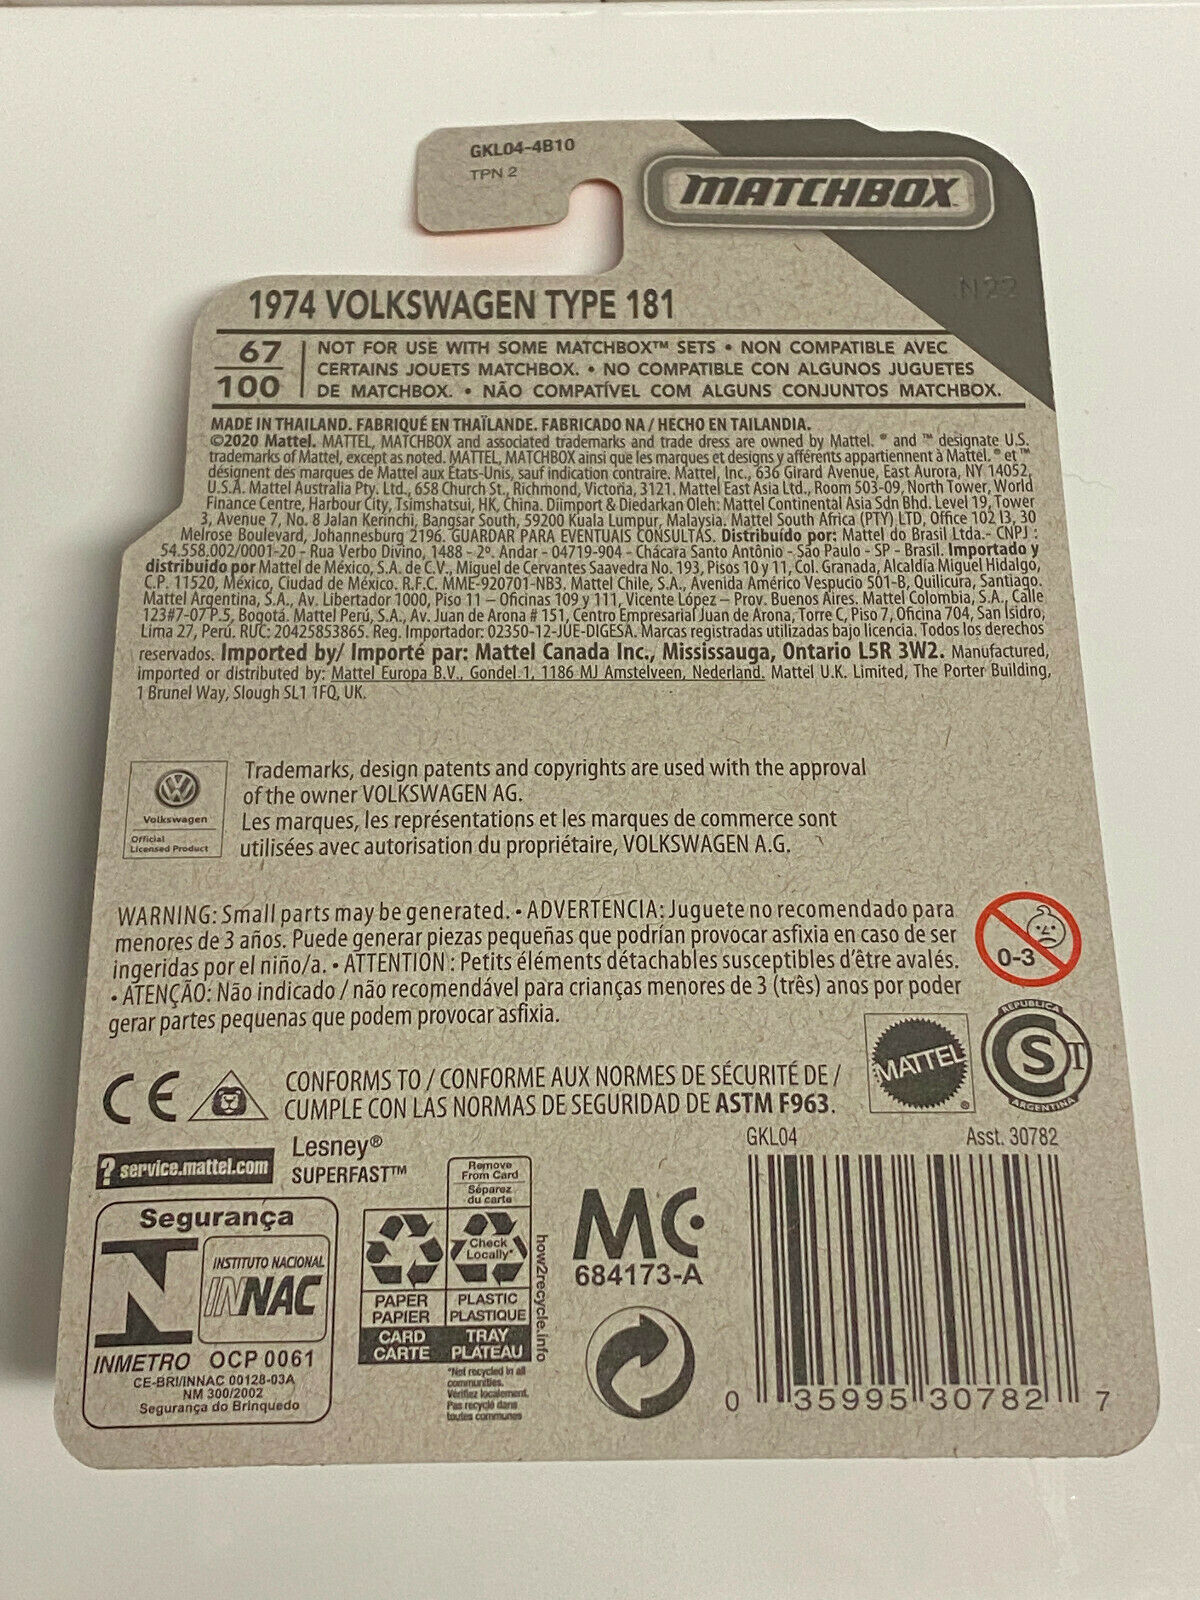 GKL04-4B10
TPN 2
MATCHBOX
N22
1974 VOLKSWAGEN TYPE 181
67
100
NOT FOR USE WITH SOME MATCHBOX™ SETS • NON COMPATIBLE AVEC
CERTAINS JOUETS MATCHBOX. • NO COMPATIBLE CON ALGUNOS JUGUETES
DE MATCHBOX. • NÃO COMPATÍVEL COM ALGUNS CONJUNTOS MATCHBOX.
MADE IN THAILAND. FABRIQUÉ EN THAÏLANDE. FABRICADO NA / HECHO EN TAILANDIA.
©2020 Mattel. MATTEL, MATCHBOX and associated trademarks and trade dress are owned by Mattel. ® and ™ designate U.S.
trademarks of Mattel, except as noted. MATTEL, MATCHBOX ainsi que les marques et designs y afférents appartiennent à Mattel. ® et ™
désignent des marques de Mattel aux États-Unis, sauf indication contraire. Mattel, Inc., 636 Girard Avenue, East Aurora, NY 14052,
U.S.A. Mattel Australia Pty. Ltd., 658 Church St., Richmond, Victoria, 3121. Mattel East Asia Ltd., Room 503-09, North Tower, World
Finance Centre, Harbour City, Tsimshatsui, HK, China. Diimport & Diedarkan Oleh: Mattel Continental Asia Sdn Bhd. Level 19, Tower
3, Avenue 7, No. 8 Jalan Kerinchi, Bangsar South, 59200 Kuala Lumpur, Malaysia. Mattel South Africa (PTY) LTD, Office 102 I3, 30
Melrose Boulevard, Johannesburg 2196. GUARDAR PARA EVENTUAIS CONSULTAS. Distribuído por: Mattel do Brasil Ltda.- CNPJ :
54.558.002/0001-20 - Rua Verbo Divino, 1488 - 2º. Andar - 04719-904 - Chácara Santo Antônio - São Paulo - SP - Brasil. Importado y
distribuido por Mattel de México, S.A. de C.V., Miguel de Cervantes Saavedra No. 193, Pisos 10 y 11, Col. Granada, Alcaldía Miguel Hidalgo,
C.P. 11520, México, Ciudad de México. R.F.C. MME-920701-NB3. Mattel Chile, S.A., Avenida Américo Vespucio 501-B, Quilicura, Santiago.
Mattel Argentina, S.A., Av. Libertador 1000, Piso 11 – Oficinas 109 y 111, Vicente López – Prov. Buenos Aires. Mattel Colombia, S.A., Calle
123#7-07 P.5, Bogotá. Mattel Perú, S.A., Av. Juan de Arona # 151, Centro Empresarial Juan de Arona, Torre C, Piso 7, Oficina 704, San Isidro,
Lima 27, Perú. RUC: 20425853865. Reg. Importador: 02350-12-JUE-DIGESA. Marcas registradas utilizadas bajo licencia. Todos los derechos
reservados. Imported by/ Importé par: Mattel Canada Inc., Mississauga, Ontario L5R 3W2. Manufactured,
imported or distributed by: Mattel Europa B.V., Gondel 1, 1186 MJ Amstelveen, Nederland. Mattel U.K. Limited, The Porter Building,
1 Brunel Way, Slough SL1 1FQ, UK.
Volkswagen
Official
Licensed Product
Trademarks, design patents and copyrights are used with the approval
of the owner VOLKSWAGEN AG.
Les marques, les représentations et les marques de commerce sont
utilisées avec autorisation du propriétaire, VOLKSWAGEN A.G.
WARNING: Small parts may be generated. • ADVERTENCIA: Juguete no recomendado para
menores de 3 años. Puede generar piezas pequeñas que podrían provocar asfixia en caso de ser
ingeridas por el niño/a. • ATTENTION : Petits éléments détachables susceptibles d'être avalés.
• ATENÇÃO: Não indicado / não recomendável para crianças menores de 3 (três) anos por poder
gerar partes pequenas que podem provocar asfixia.
0-3
MATTEL
®
REPUBLICA
S T
ARGENTINA
CE
CONFORMS TO / CONFORME AUX NORMES DE SÉCURITÉ DE /
CUMPLE CON LAS NORMAS DE SEGURIDAD DE ASTM F963.
? service.mattel.com
Lesney®
SUPERFAST™
Segurança
INSTITUTO NACIONAL
INNAC
INMETRO OCP 0061
CE-BRI/INNAC 00128-03A
NM 300/2002
Segurança do Brinquedo
Remove
From Card
Séparez
du carte
Check
Locally*
PAPER
PAPIER
PLASTIC
PLASTIQUE
CARD
CARTE
TRAY
PLATEAU
*Not recycled in all
communities.
Vérifiez localement.
Pas recyclé dans
toutes communes
how2recycle.info
MC
684173-A
GKL04
Asst. 30782
0 35995 30782 7